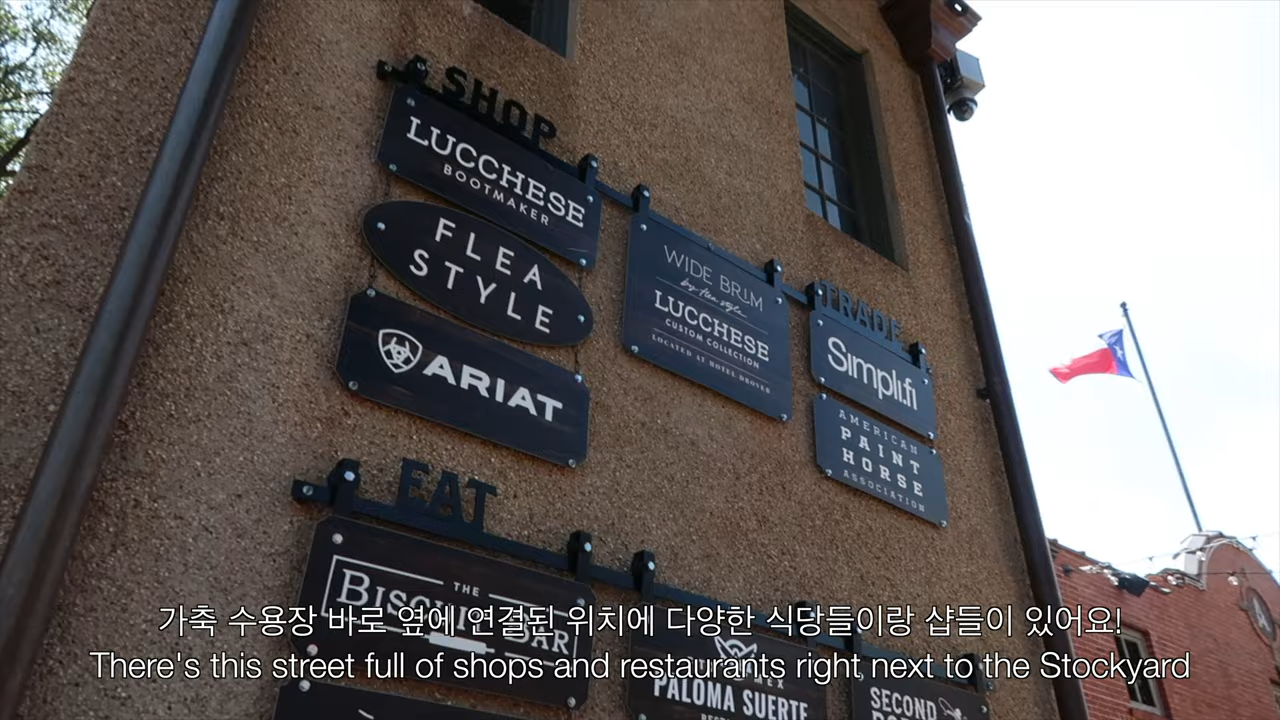 SHOP
LUCCHESE
BOOTMAKER
FLEA
STYLE
ARIAT
WIDE BRIM
by flea style
LUCCHESE
CUSTOM COLLECTION
LOCATED AT HOTEL DROVER
TRADE
Simpli.fi
AMERICAN
PAINT
HORSE
ASSOCIATION
EAT
THE
BISCUIT BAR
PALOMA SUERTE
SECOND
가축 수용장 바로 옆에 연결된 위치에 다양한 식당들이랑 샵들이 있어요!
There's this street full of shops and restaurants right next to the Stockyard